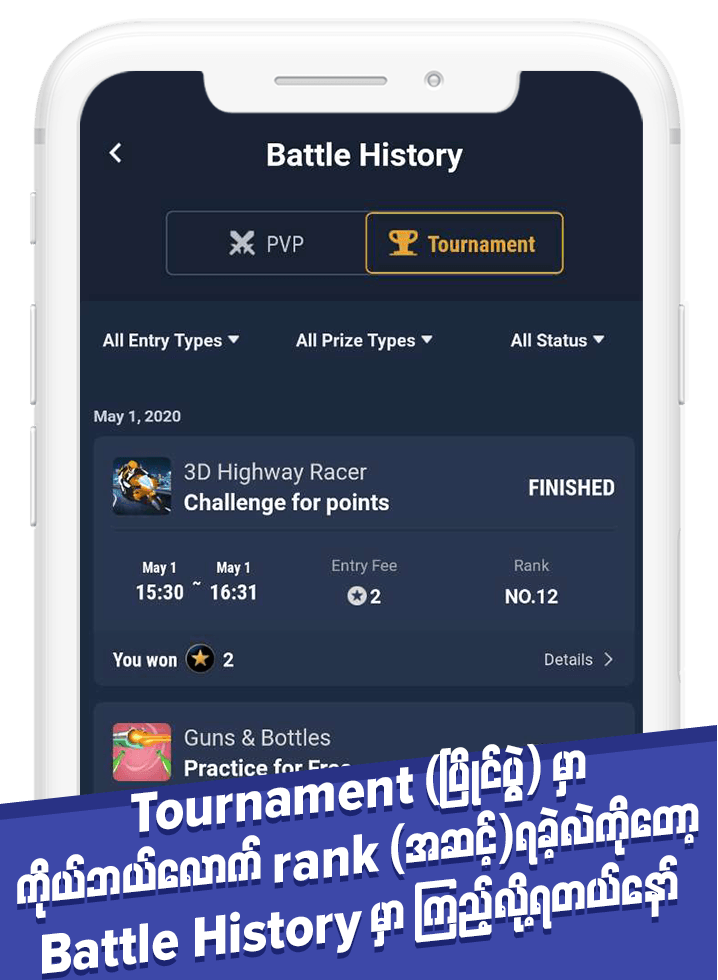 Battle History
PVP
Tournament
All Entry Types
All Prize Types
All Status
May 1, 2020
3D Highway Racer
Challenge for points
FINISHED
May 1
May 1
Entry Fee
Rank
15:30 ~ 16:31
2
NO.12
You won 2
Details
Guns & Bottles
Practice for Free
Tournament (ပြိုင်ပွဲ) မှာ
ကိုယ်ဘယ်လောက် rank (အဆင့်)ရခဲ့လဲကိုတော့
Battle History မှာ ကြည့်လို့ရတယ်နော်